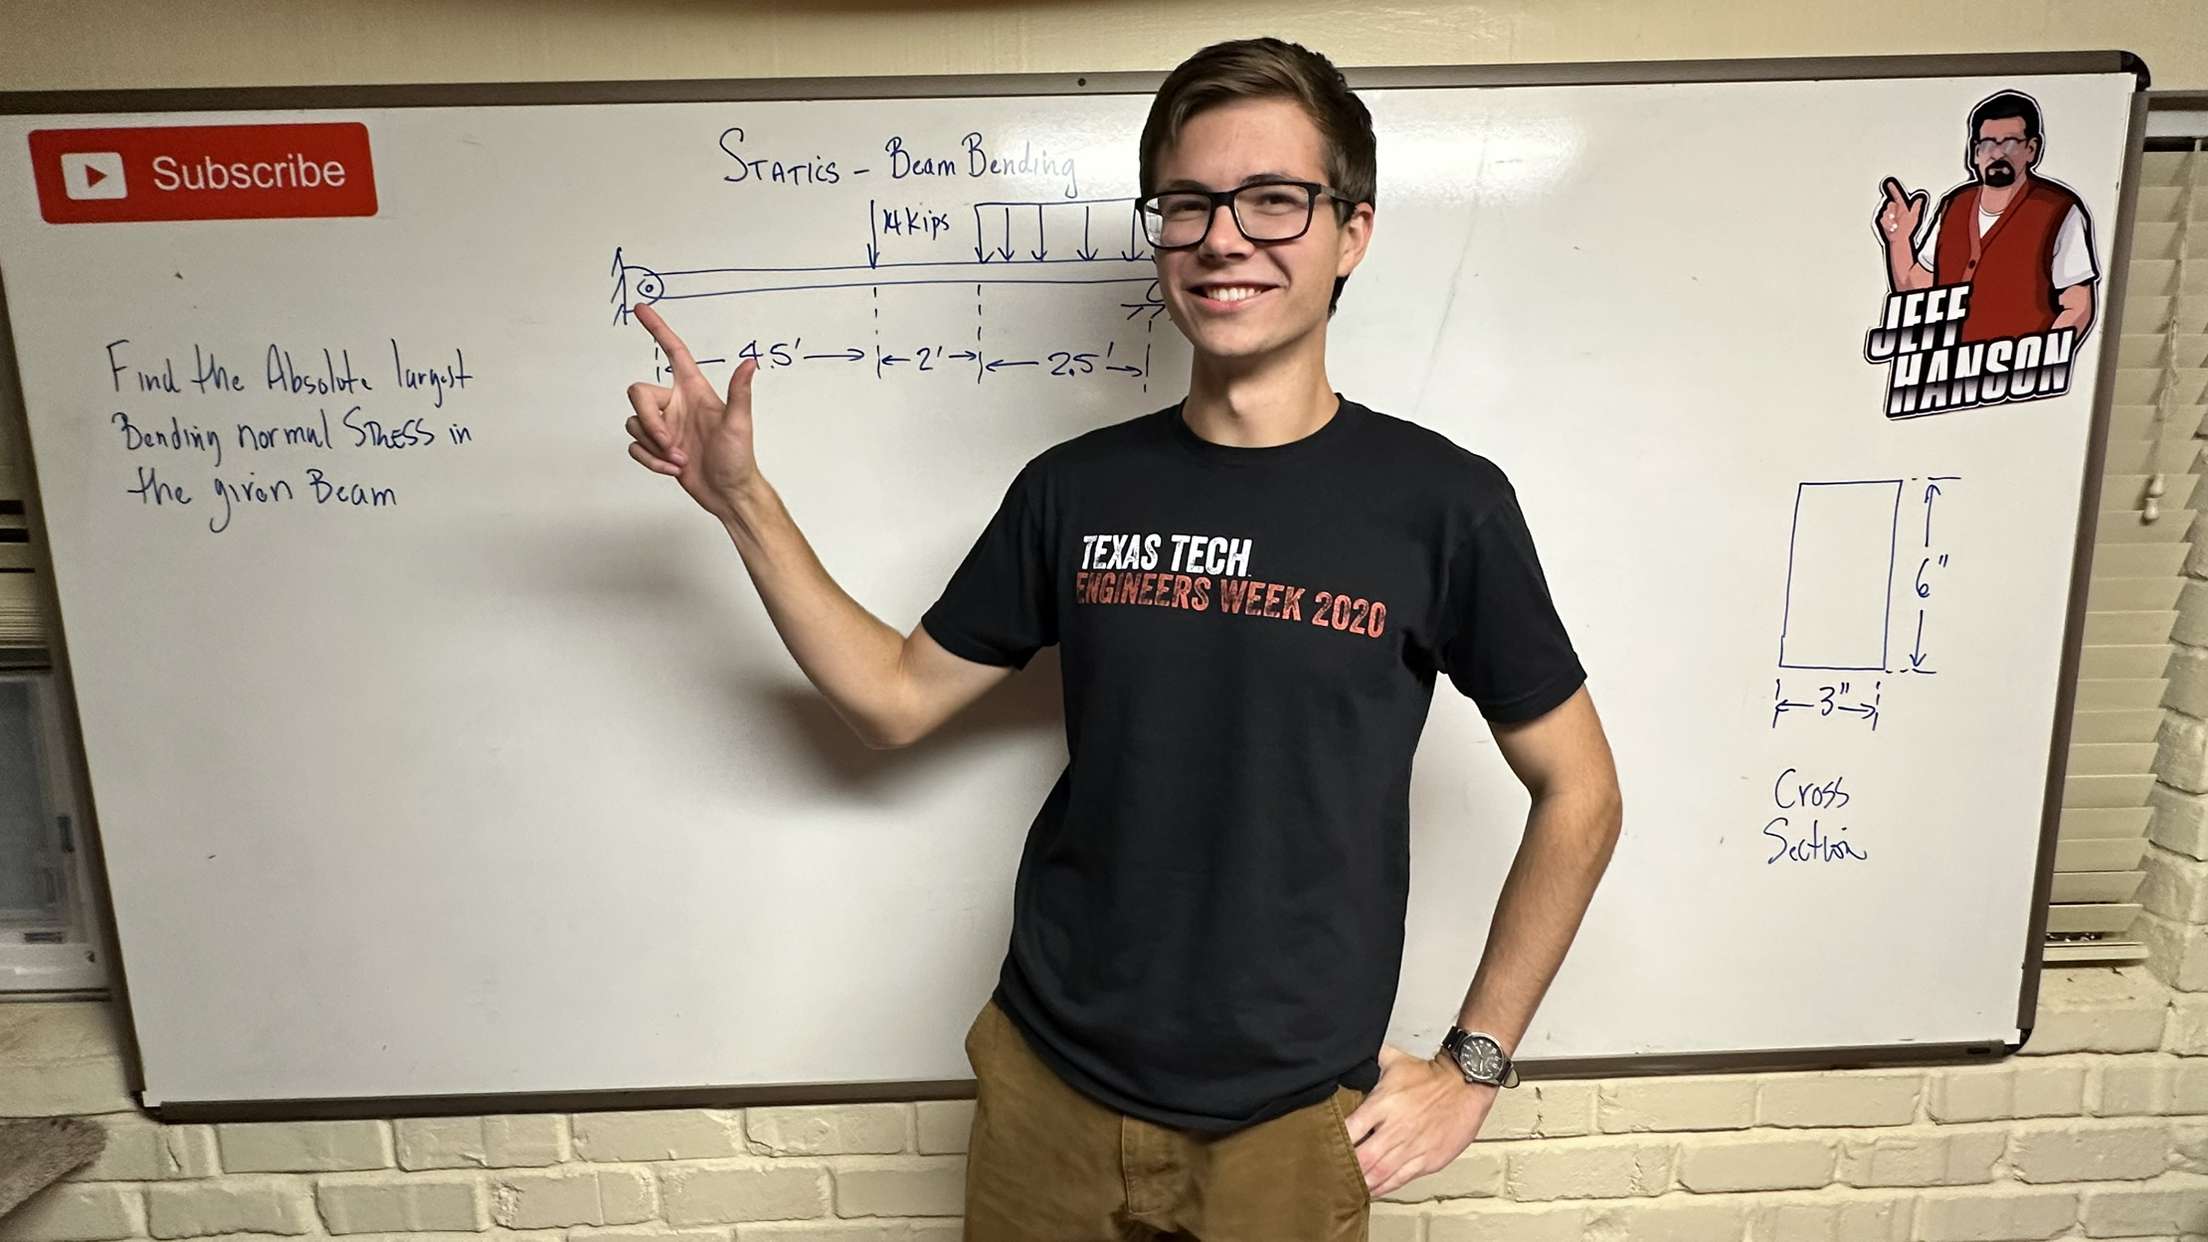 Subscribe
STATICS - Beam Bending
14 kips
4.5' 2' 2.5'
Find the Absolute largest
Bending normal STRESS in
the given Beam
JEFF
HANSON
TEXAS TECH
ENGINEERS WEEK 2020
6"
3"
Cross
Section